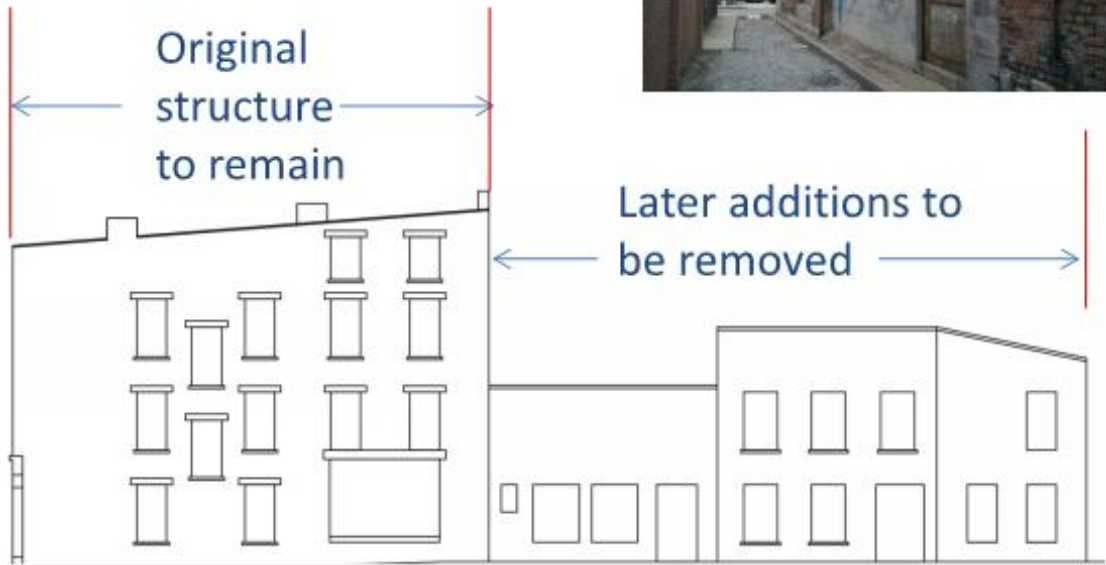 Original
structure
to remain
Later additions to
be removed